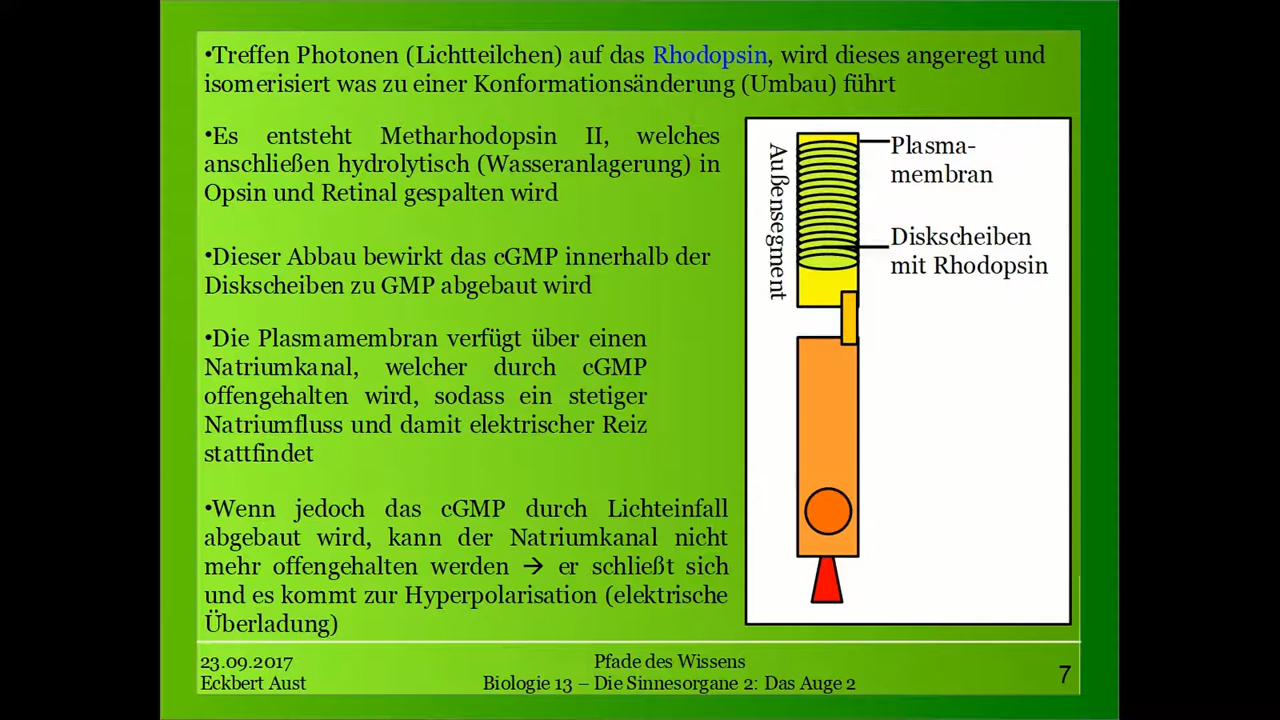 •Treffen Photonen (Lichtteilchen) auf das Rhodopsin, wird dieses angeregt und
isomerisiert was zu einer Konformationsänderung (Umbau) führt
•Es entsteht Metharhodopsin II, welches
anschließen hydrolytisch (Wasseranlagerung) in
Opsin und Retinal gespalten wird
•Dieser Abbau bewirkt das cGMP innerhalb der
Diskscheiben zu GMP abgebaut wird
•Die Plasmamembran verfügt über einen
Natriumkanal, welcher durch cGMP
offengehalten wird, sodass ein stetiger
Natriumfluss und damit elektrischer Reiz
stattfindet
•Wenn jedoch das cGMP durch Lichteinfall
abgebaut wird, kann der Natriumkanal nicht
mehr offengehalten werden → er schließt sich
und es kommt zur Hyperpolarisation (elektrische
Überladung)
Außensegment
Plasma-
membran
Diskscheiben
mit Rhodopsin
23.09.2017
Eckbert Aust
Pfade des Wissens
Biologie 13 – Die Sinnesorgane 2: Das Auge 2
7